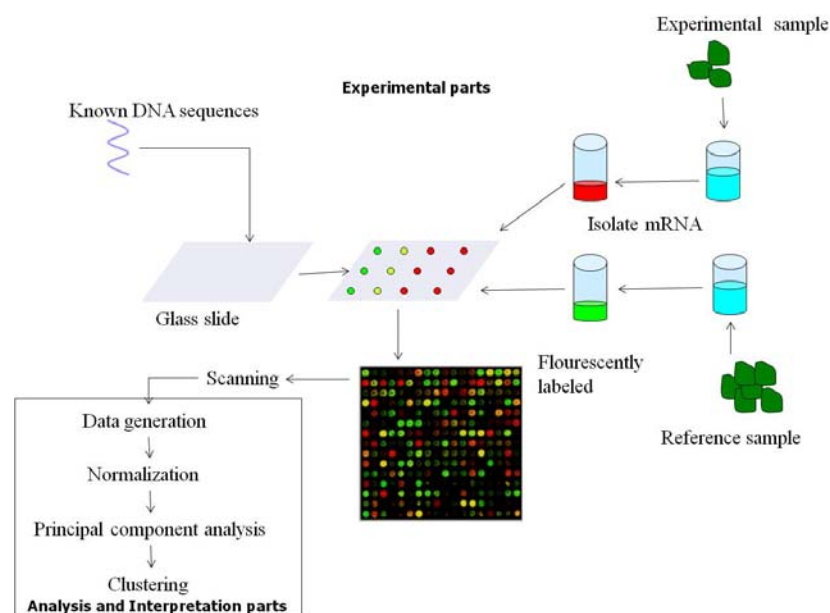 Experimental sample
Experimental parts
Known DNA sequences
Isolate mRNA
Glass slide
Flourescently
labeled
Scanning
Reference sample
Data generation
Normalization
Principal component analysis
Clustering
Analysis and Interpretation parts